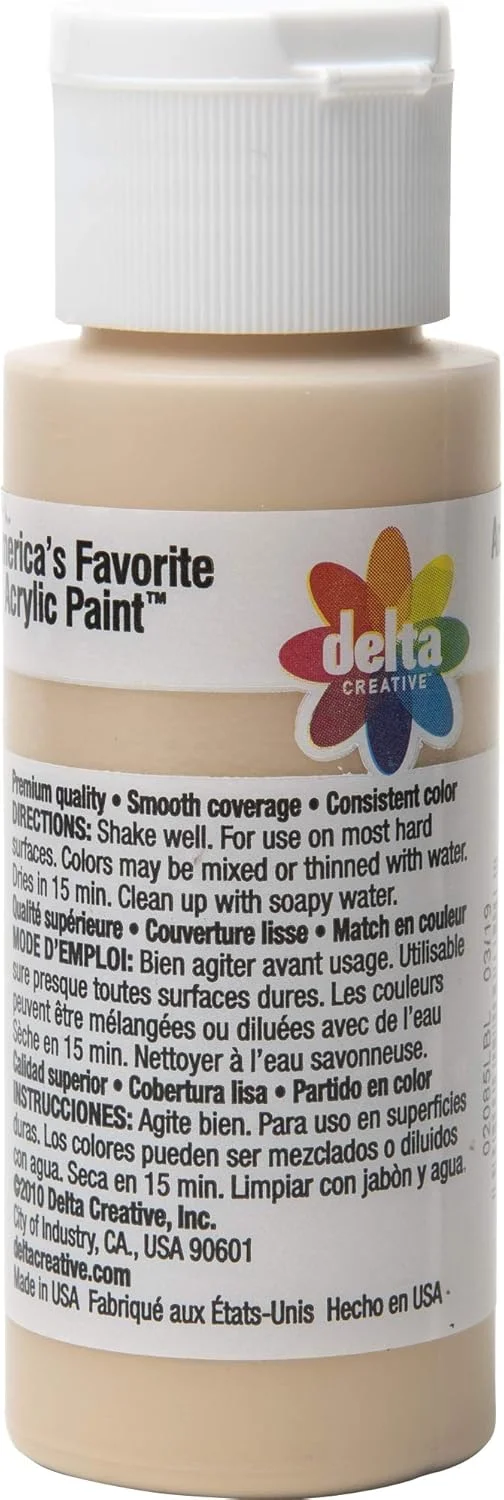 America's Favorite
Acrylic Paint™
delta
CREATIVE
Premium quality • Smooth coverage • Consistent color
DIRECTIONS: Shake well. For use on most hard
surfaces. Colors may be mixed or thinned with water.
Dries in 15 min. Clean up with soapy water.
Qualité supérieure • Couverture lisse • Match en couleur
MODE D'EMPLOI: Bien agiter avant usage. Utilisable
sure presque toutes surfaces dures. Les couleurs
peuvent être mélangées ou diluées avec de l'eau
Sèche en 15 min. Nettoyer à l'eau savonneuse.
Calidad superior • Cobertura lisa • Partido en color
INSTRUCCIONES: Agite bien. Para uso en superficies
duras. Los colores pueden ser mezclados o diluidos
con agua. Seca en 15 min. Limpiar con jabòn y agua.
©2010 Delta Creative, Inc.
City of Industry, CA., USA 90601
deltacreative.com
Made in USA Fabriqué aux États-Unis Hecho en USA
02085LBL 03/19